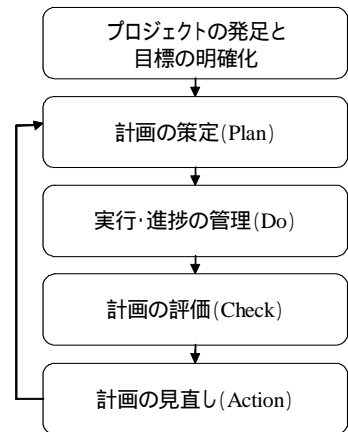 プロジェクトの発足と
目標の明確化
計画の策定(Plan)
実行･進捗の管理(Do)
計画の評価(Check)
計画の見直し(Action)